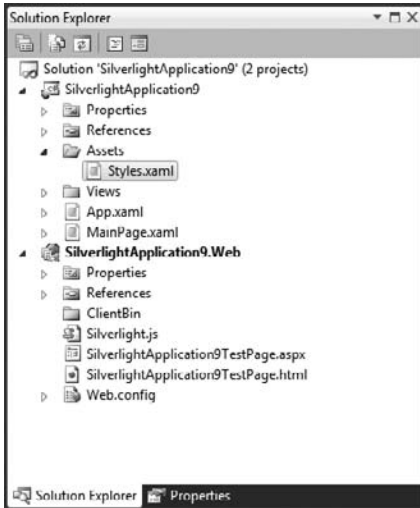 Solution Explorer
Solution 'SilverlightApplication9' (2 projects)
SilverlightApplication9
Properties
References
Assets
Styles.xaml
Views
App.xaml
MainPage.xaml
SilverlightApplication9.Web
Properties
References
ClientBin
Silverlight.js
SilverlightApplication9TestPage.aspx
SilverlightApplication9TestPage.html
Web.config
Solution Explorer Properties